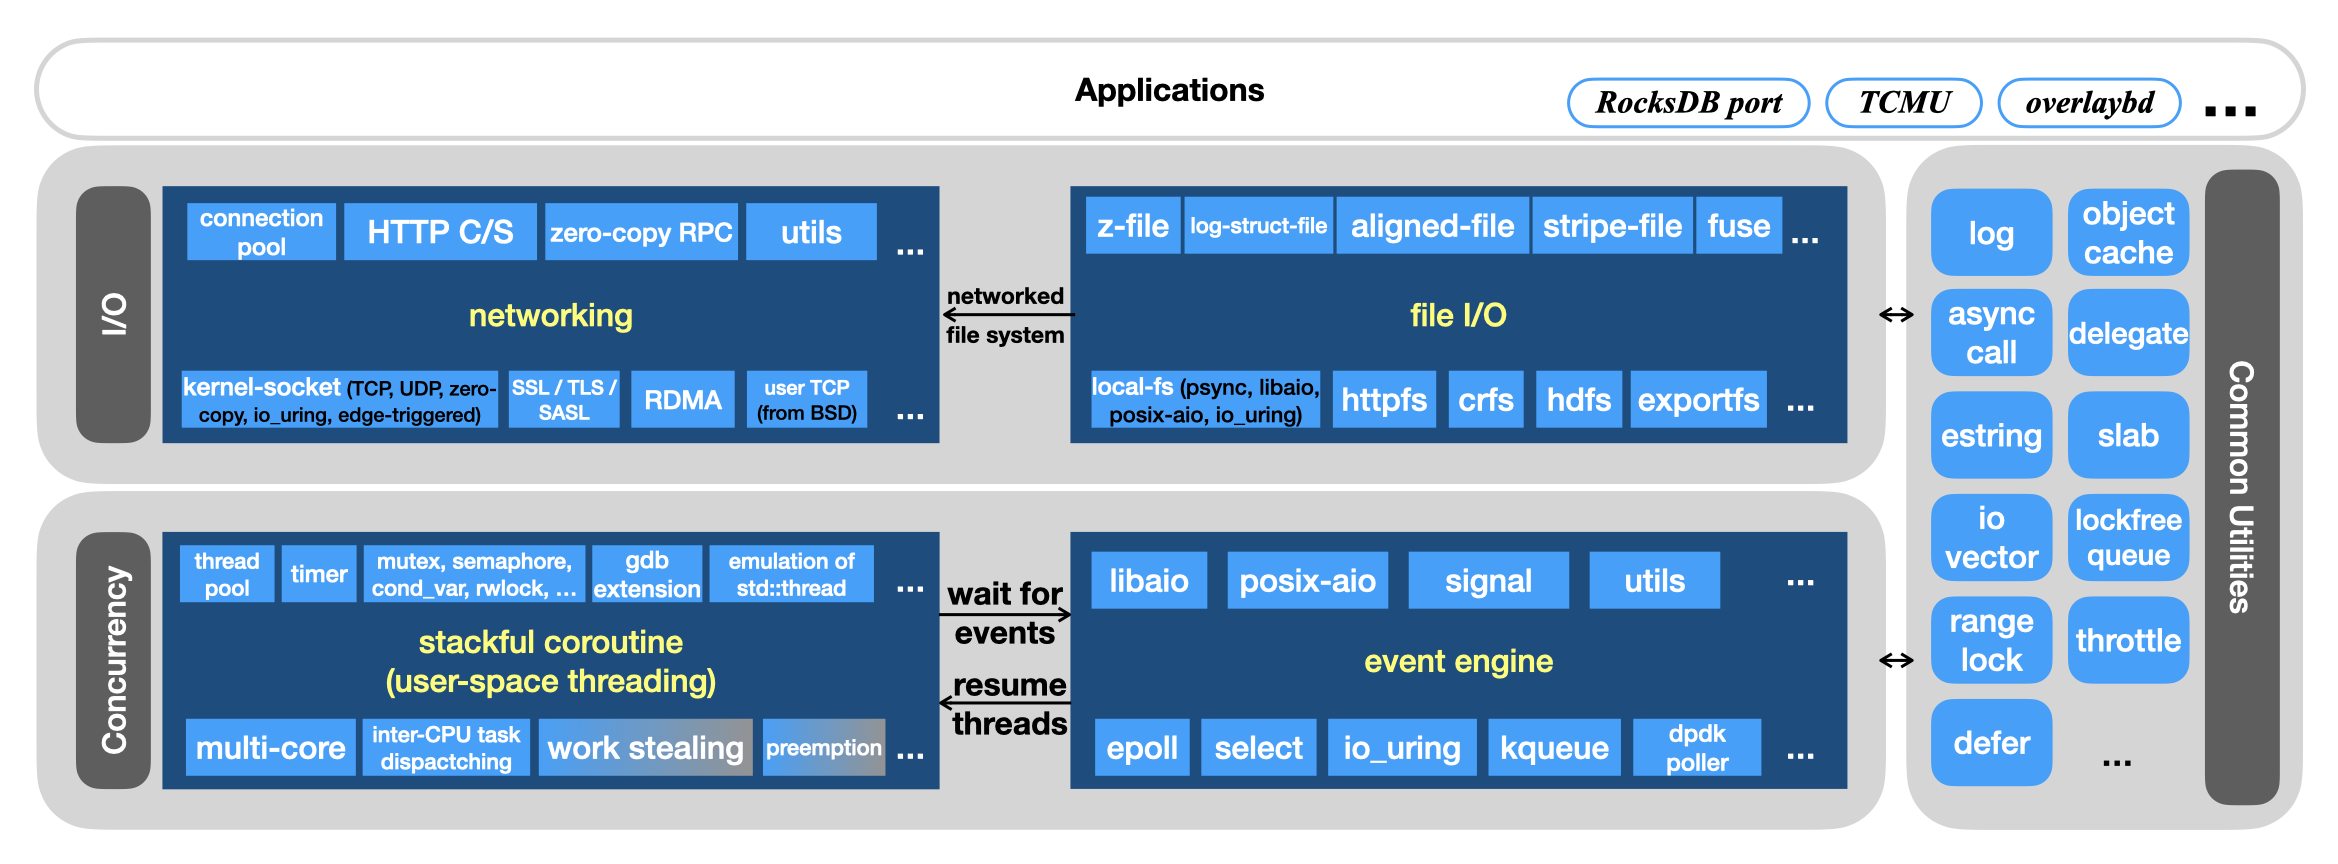 Applications
RocksDB port
TCMU
overlaybd
...
I/O
connection
pool
HTTP C/S
zero-copy RPC
utils
...
networking
kernel-socket (TCP, UDP, zero-
copy, io_uring, edge-triggered)
SSL / TLS /
SASL
RDMA
user TCP
(from BSD)
...
networked
file system
z-file
log-struct-file
aligned-file
stripe-file
fuse
...
file I/O
local-fs (psync, libaio,
posix-aio, io_uring)
httpfs
crfs
hdfs
exportfs
...
Concurrency
thread
pool
timer
mutex, semaphore,
cond_var, rwlock, ...
gdb
extension
emulation of
std::thread
...
stackful coroutine
(user-space threading)
multi-core
inter-CPU task
dispactching
work stealing
preemption
...
wait for
events
resume
threads
libaio
posix-aio
signal
utils
...
event engine
epoll
select
io_uring
kqueue
dpdk
poller
...
log
object
cache
async
call
delegate
estring
slab
io
vector
lockfree
queue
range
lock
throttle
defer
...
Common Utilities